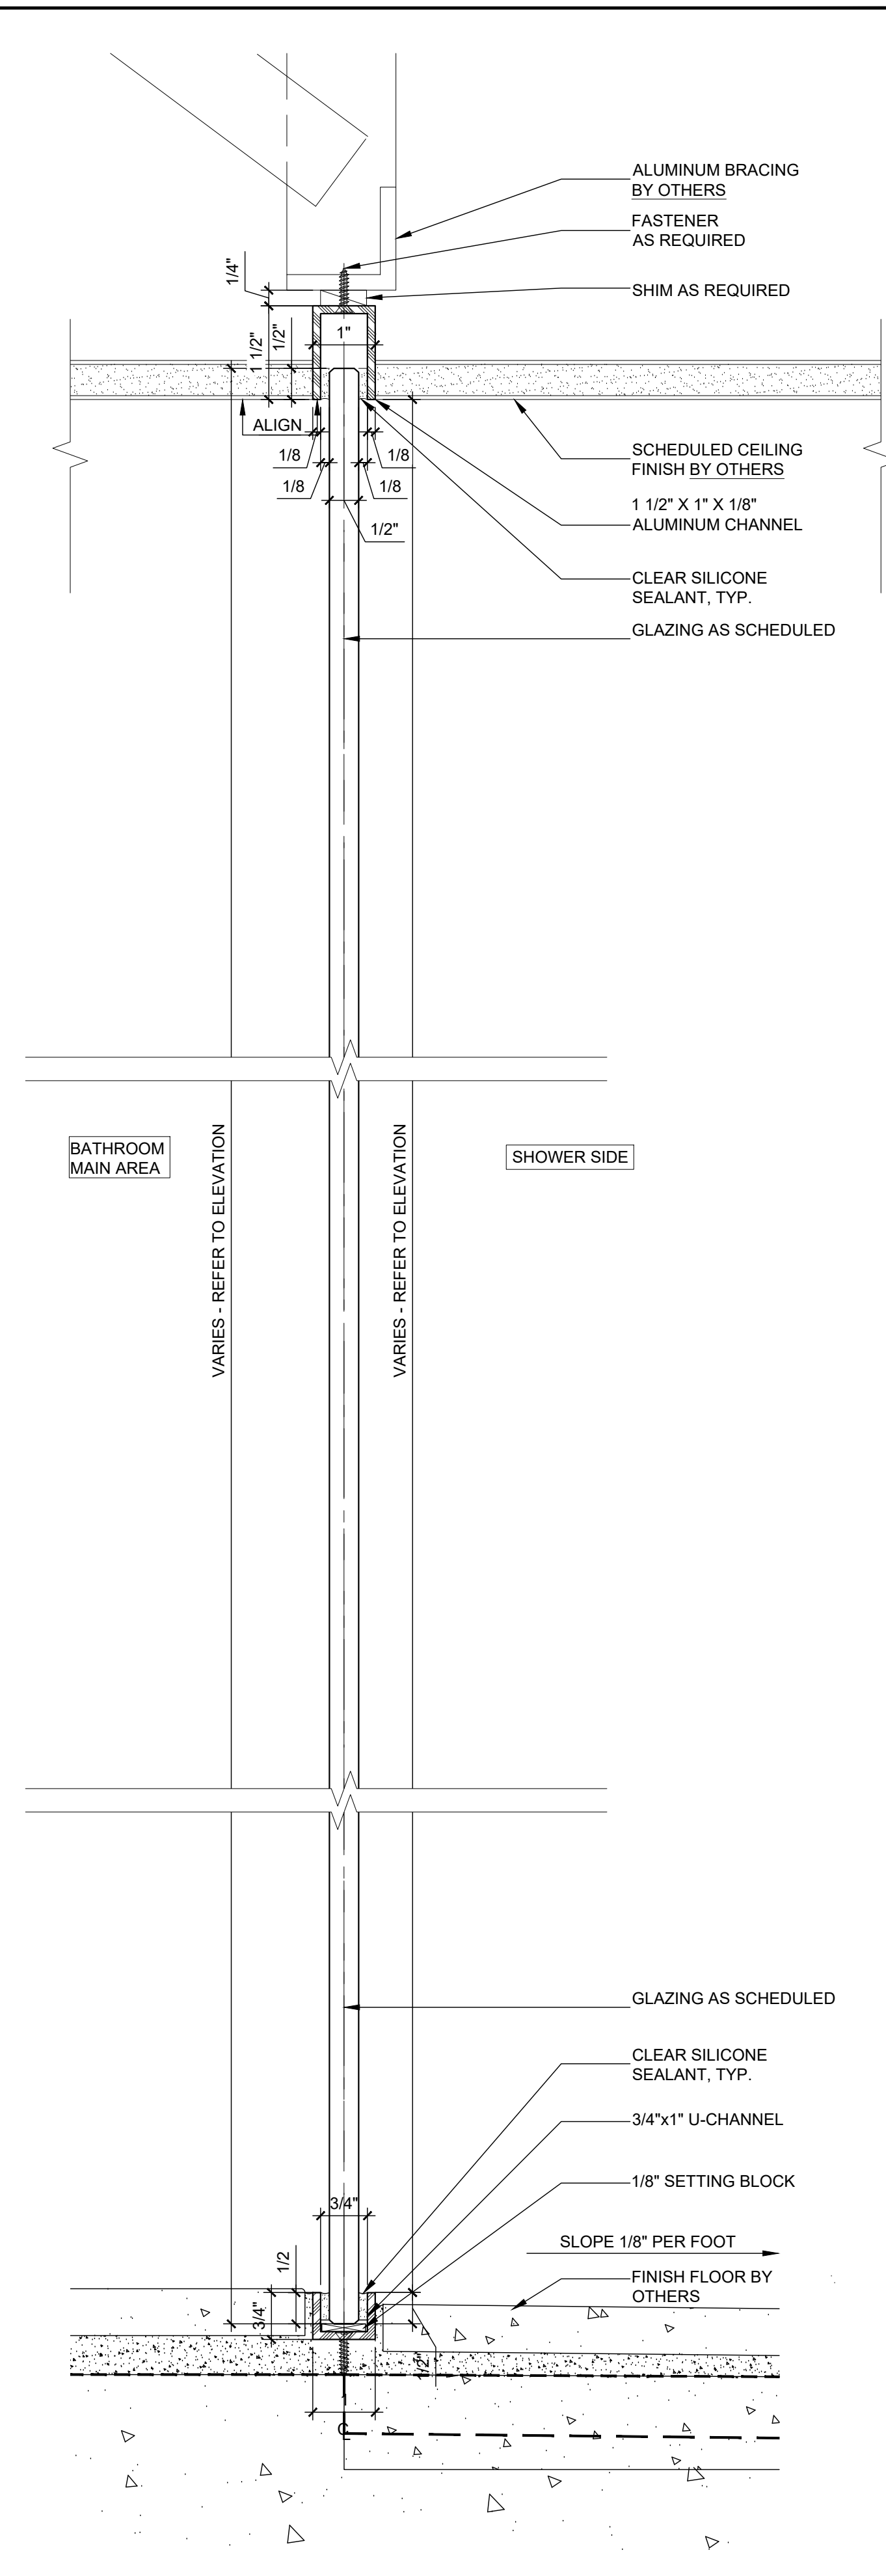 ALUMINUM BRACING
BY OTHERS
FASTENER
AS REQUIRED
1/4"
SHIM AS REQUIRED
1 1/2"
1/2"
1"
ALIGN
1/8
1/8
1/8
1/8
1/2"
SCHEDULED CEILING
FINISH BY OTHERS
1 1/2" X 1" X 1/8"
ALUMINUM CHANNEL
CLEAR SILICONE
SEALANT, TYP.
GLAZING AS SCHEDULED
BATHROOM
MAIN AREA
VARIES - REFER TO ELEVATION
VARIES - REFER TO ELEVATION
SHOWER SIDE
GLAZING AS SCHEDULED
CLEAR SILICONE
SEALANT, TYP.
3/4"x1" U-CHANNEL
1/8" SETTING BLOCK
3/4"
SLOPE 1/8" PER FOOT
1/2
3/4"
FINISH FLOOR BY
OTHERS
1/2"
1
CL